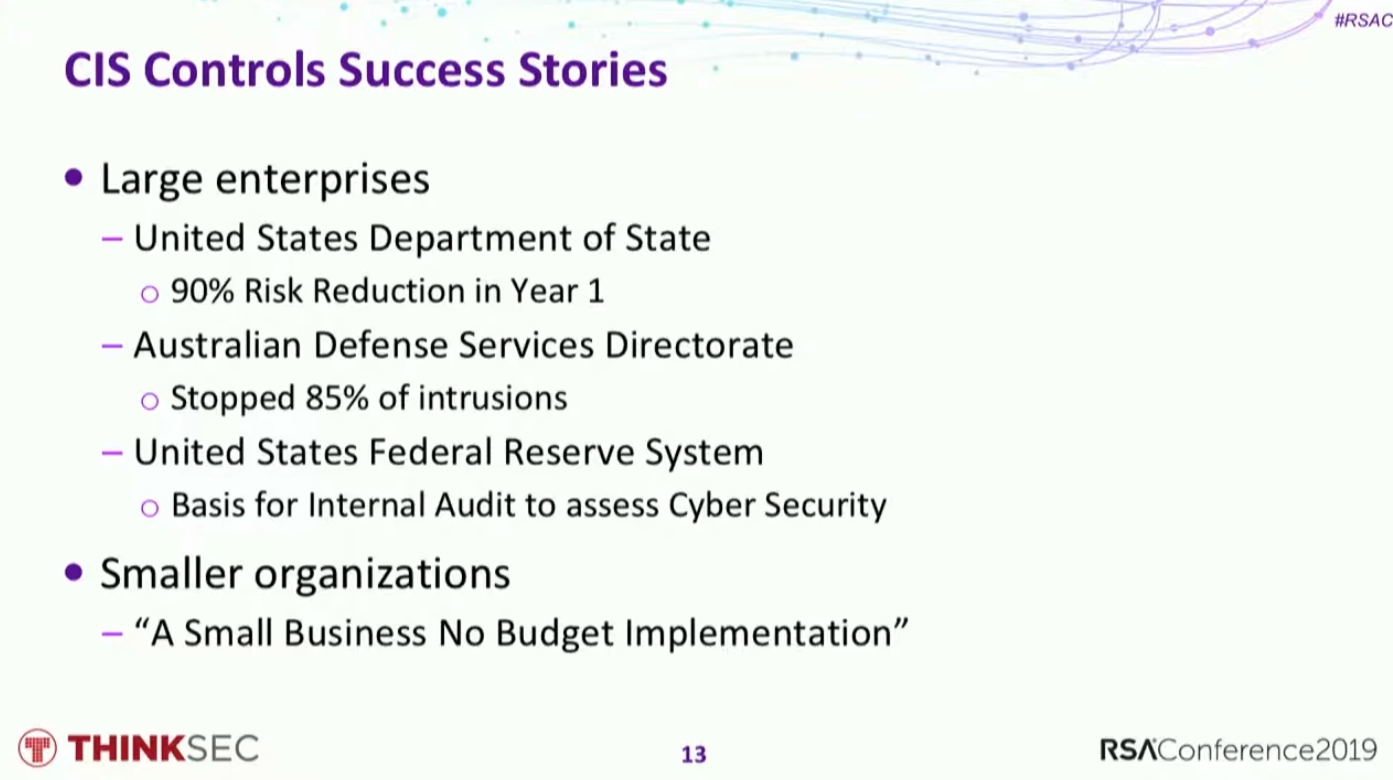 #RSAC
CIS Controls Success Stories
• Large enterprises
– United States Department of State
○ 90% Risk Reduction in Year 1
– Australian Defense Services Directorate
○ Stopped 85% of intrusions
– United States Federal Reserve System
○ Basis for Internal Audit to assess Cyber Security
• Smaller organizations
– “A Small Business No Budget Implementation”
THINKSEC
13
RSAConference2019